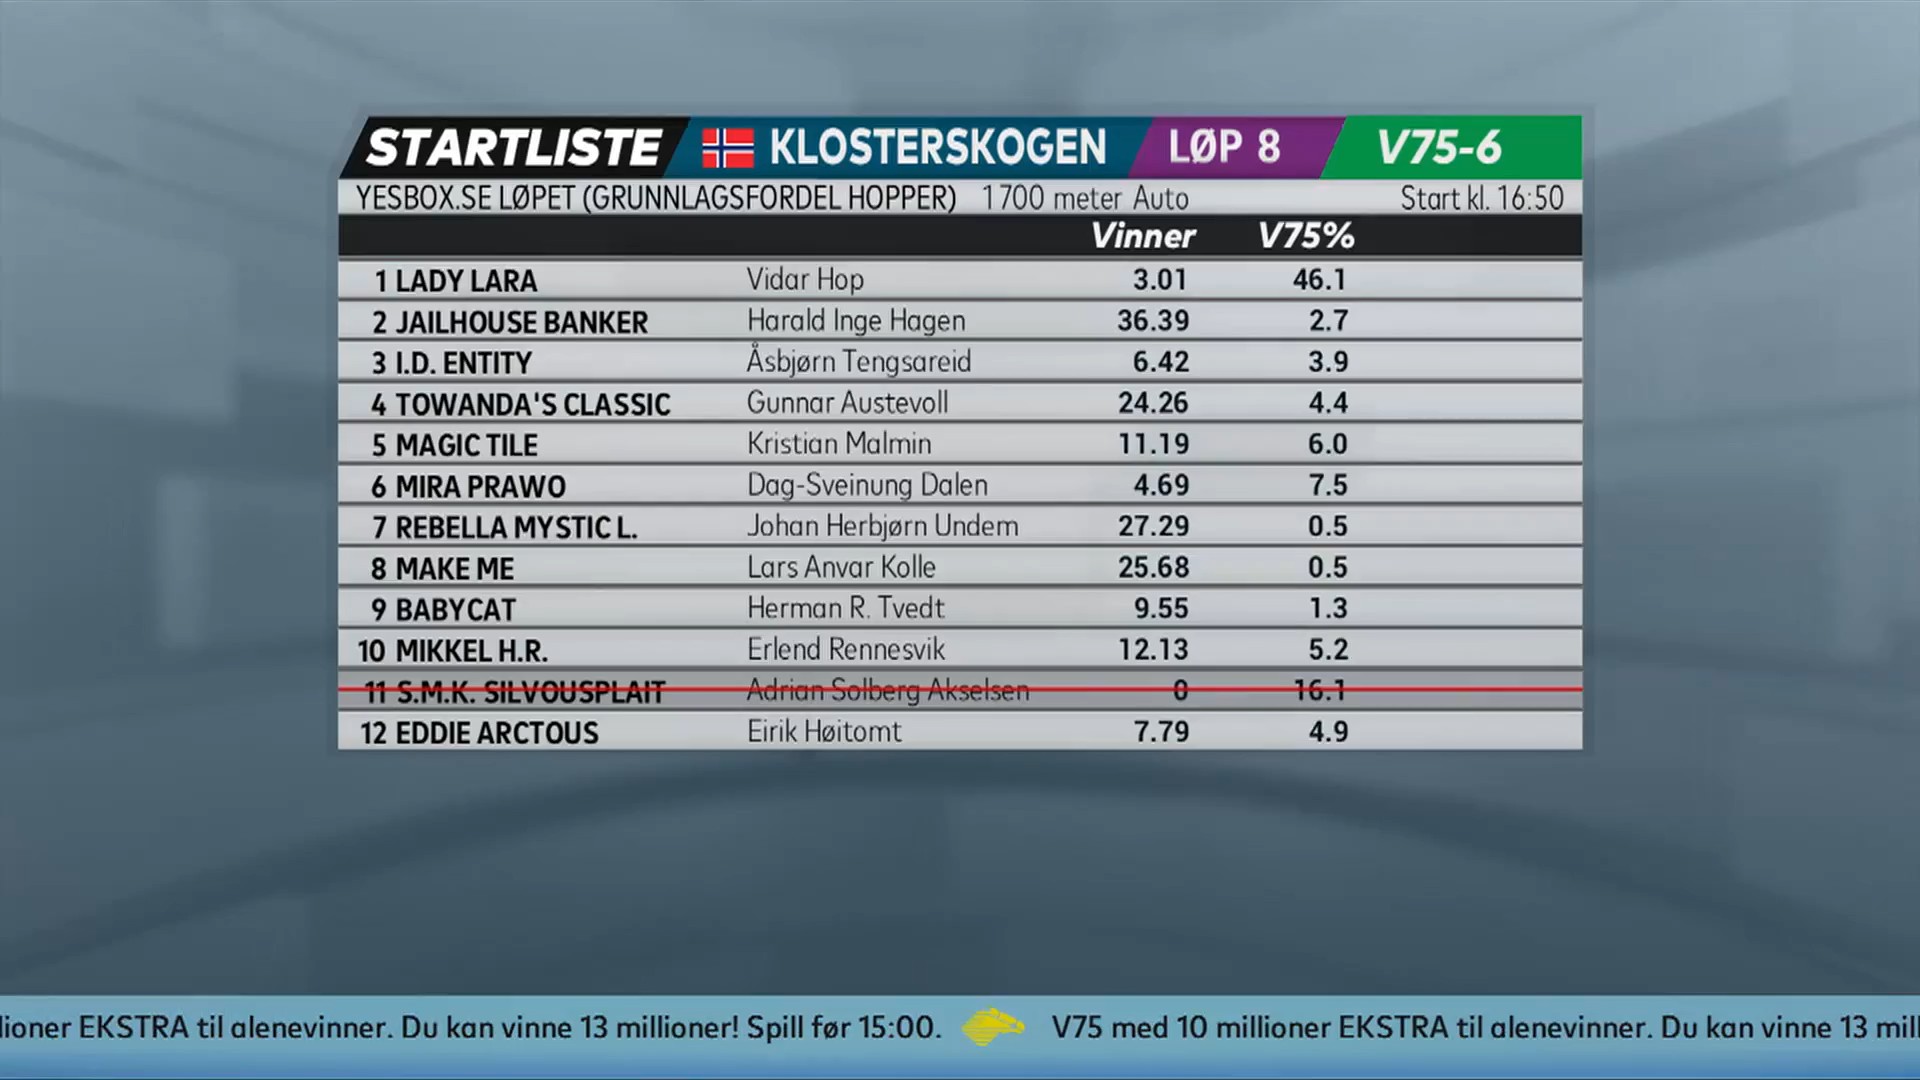 STARTLISTE KLOSTERSKOGEN LØP 8 V75-6
YESBOX.SE LØPET (GRUNNLAGSFORDEL HOPPER) 1700 meter Auto Start kl. 16:50
Vinner V75%
1 LADY LARA Vidar Hop 3.01 46.1
2 JAILHOUSE BANKER Harald Inge Hagen 36.39 2.7
3 I.D. ENTITY Åsbjørn Tengsareid 6.42 3.9
4 TOWANDA'S CLASSIC Gunnar Austevoll 24.26 4.4
5 MAGIC TILE Kristian Malmin 11.19 6.0
6 MIRA PRAWO Dag-Sveinung Dalen 4.69 7.5
7 REBELLA MYSTIC L. Johan Herbjørn Undem 27.29 0.5
8 MAKE ME Lars Anvar Kolle 25.68 0.5
9 BABYCAT Herman R. Tvedt 9.55 1.3
10 MIKKEL H.R. Erlend Rennesvik 12.13 5.2
11 S.M.K. SILVOUSPLAIT Adrian Solberg Akselsen 0 16.1
12 EDDIE ARCTOUS Eirik Høitomt 7.79 4.9
lioner EKSTRA til alenevinner. Du kan vinne 13 millioner! Spill før 15:00. V75 med 10 millioner EKSTRA til alenevinner. Du kan vinne 13 mill